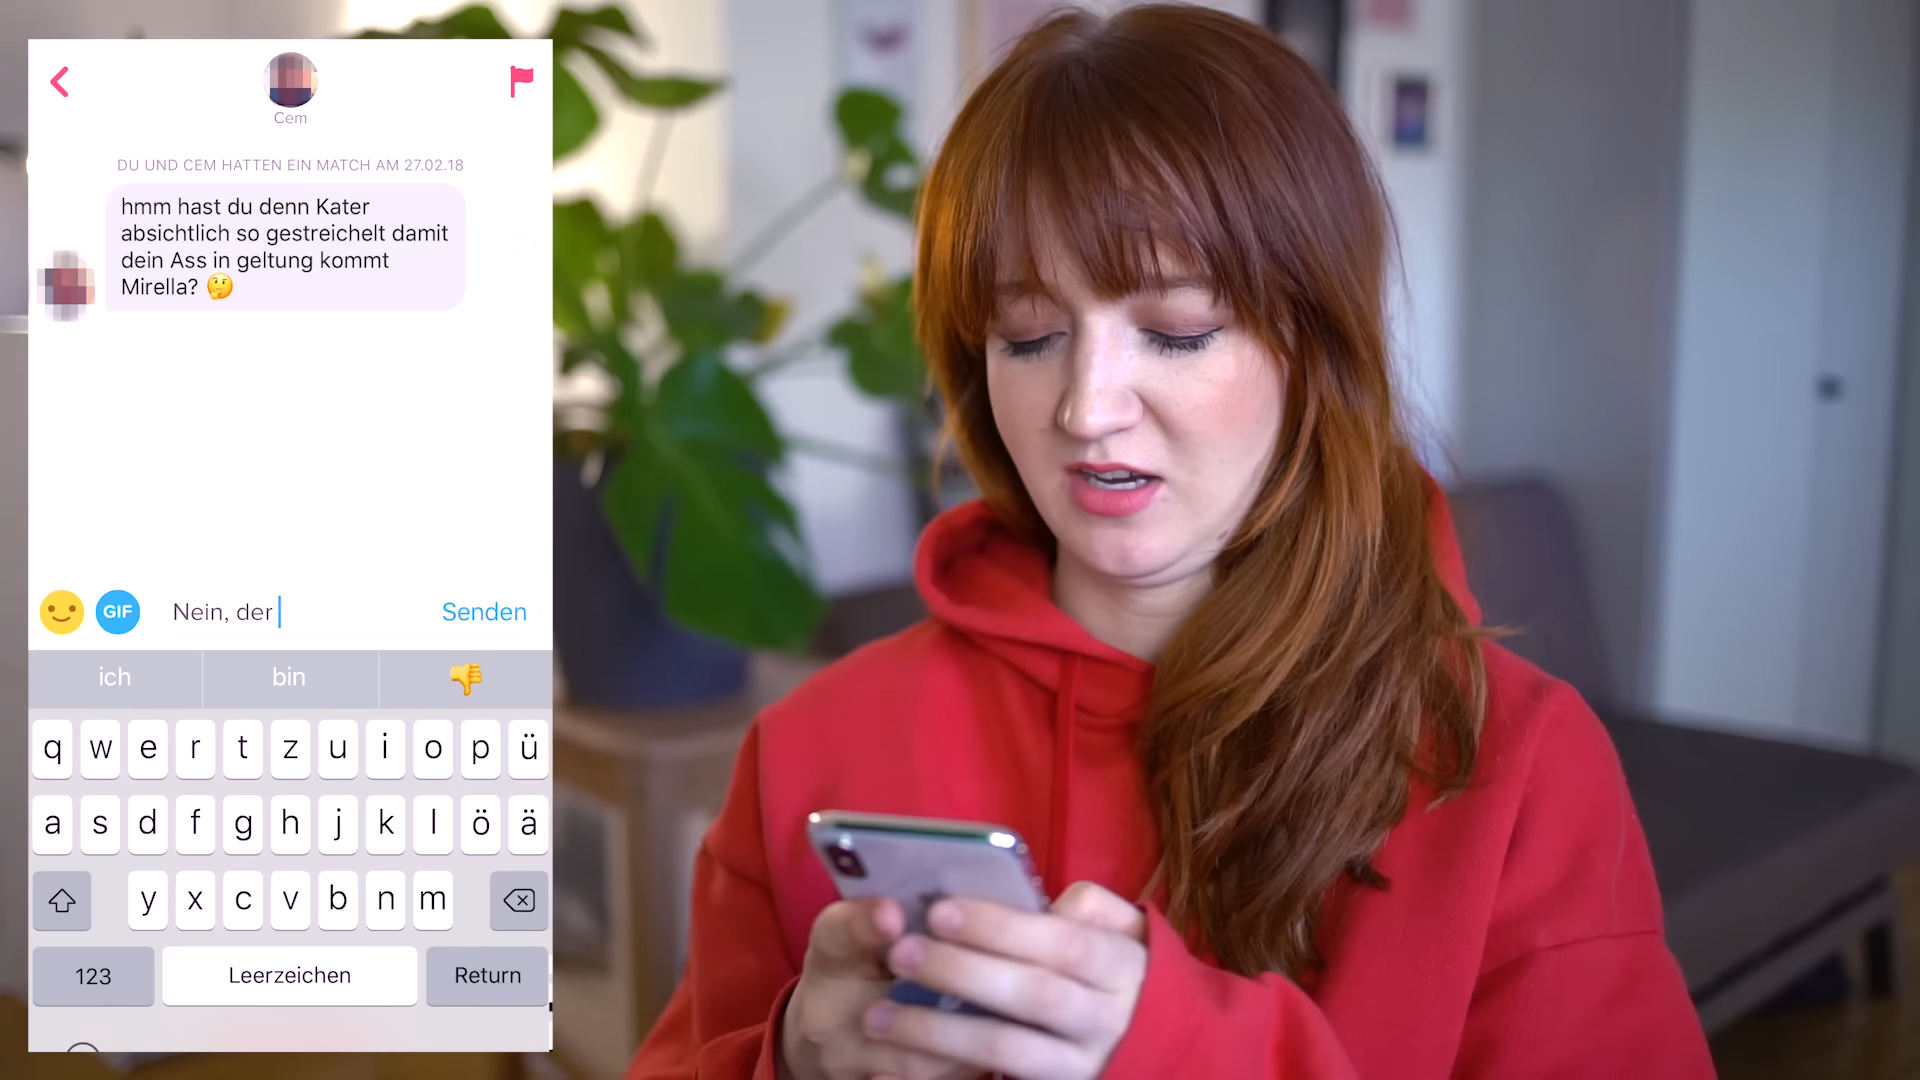 Cem
DU UND CEM HATTEN EIN MATCH AM 27.02.18
hmm hast du denn Kater
absichtlich so gestreichelt damit
dein Ass in geltung kommt
Mirella? 🤔
GIF Nein, der Senden
ich bin 👎
q w e r t z u i o p ü
a s d f g h j k l ö ä
y x c v b n m
123 Leerzeichen Return